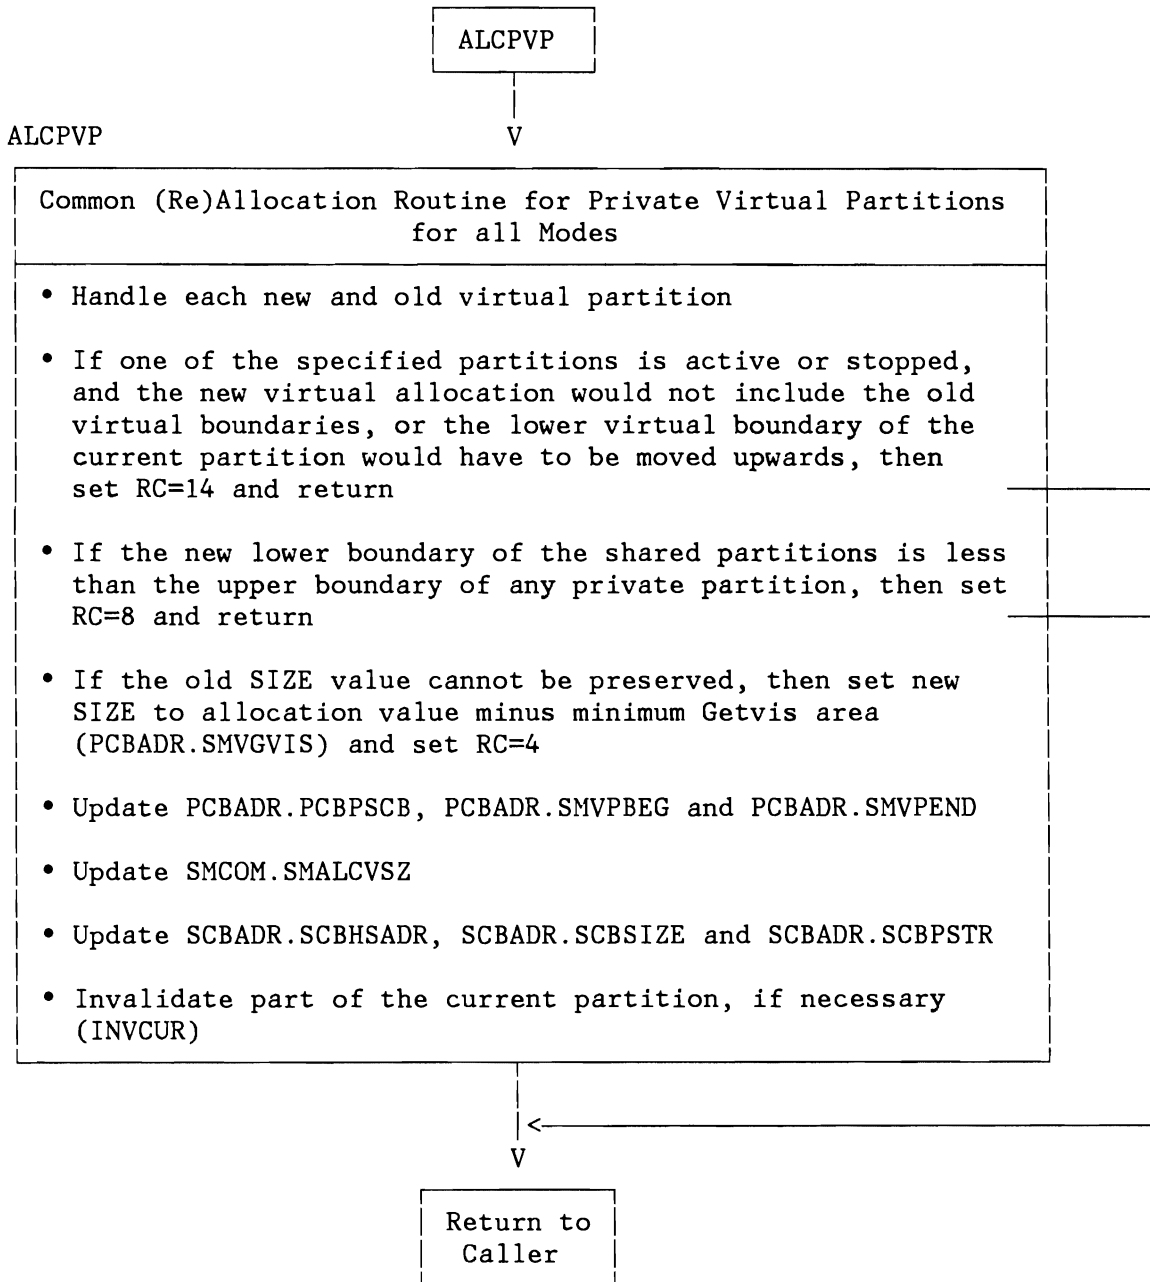 ALCPVP
ALCPVP
V
Common (Re)Allocation Routine for Private Virtual Partitions
for all Modes
• Handle each new and old virtual partition
• If one of the specified partitions is active or stopped,
and the new virtual allocation would not include the old
virtual boundaries, or the lower virtual boundary of the
current partition would have to be moved upwards, then
set RC=14 and return
• If the new lower boundary of the shared partitions is less
than the upper boundary of any private partition, then set
RC=8 and return
• If the old SIZE value cannot be preserved, then set new
SIZE to allocation value minus minimum Getvis area
(PCBADR.SMVGVIS) and set RC=4
• Update PCBADR.PCBPSCB, PCBADR.SMVPBEG and PCBADR.SMVPEND
• Update SMCOM.SMALCVSZ
• Update SCBADR.SCBHSADR, SCBADR.SCBSIZE and SCBADR.SCBPSTR
• Invalidate part of the current partition, if necessary
(INVCUR)
<
V
Return to
Caller